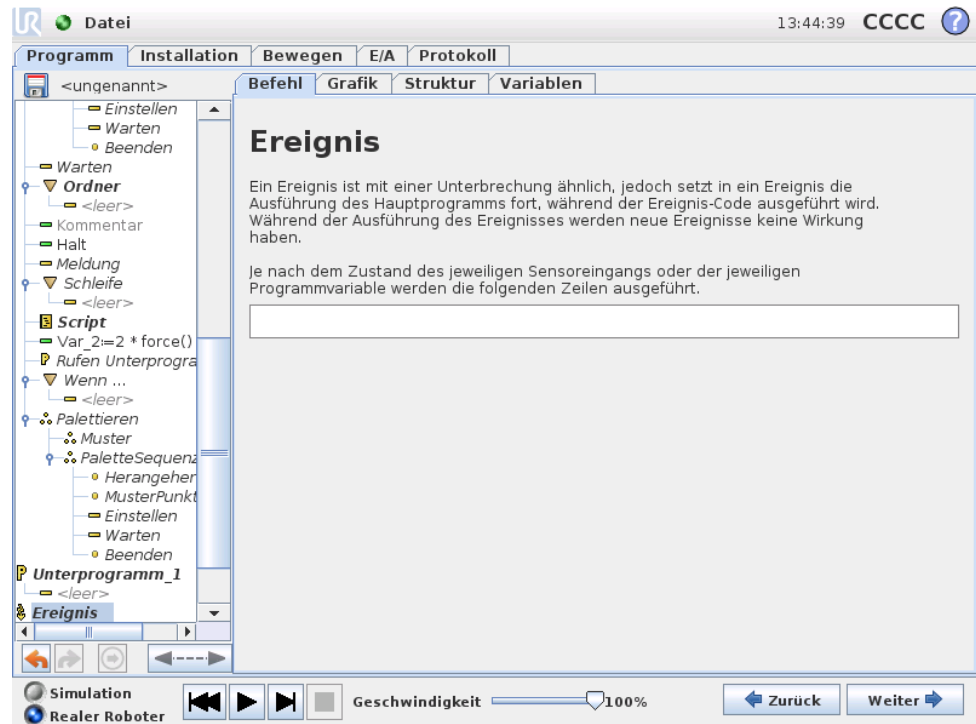 UR
Datei
13:44:39
CCCC
?
Programm
Installation
Bewegen
E/A
Protokoll
<ungenannt>
Befehl
Grafik
Struktur
Variablen
Einstellen
Warten
Beenden
Warten
Ordner
<leer>
Kommentar
Halt
Meldung
Schleife
<leer>
Script
Var_2:=2 * force()
Rufen Unterprogra
Wenn ...
<leer>
Palettieren
Muster
PaletteSequenz
Herangehen
MusterPunkt
Einstellen
Warten
Beenden
Unterprogramm_1
<leer>
Ereignis
Ereignis
Ein Ereignis ist mit einer Unterbrechung ähnlich, jedoch setzt in ein Ereignis die
Ausführung des Hauptprogramms fort, während der Ereignis-Code ausgeführt wird.
Während der Ausführung des Ereignisses werden neue Ereignisse keine Wirkung
haben.
Je nach dem Zustand des jeweiligen Sensoreingangs oder der jeweiligen
Programmvariable werden die folgenden Zeilen ausgeführt.
Simulation
Realer Roboter
Geschwindigkeit
100%
Zurück
Weiter